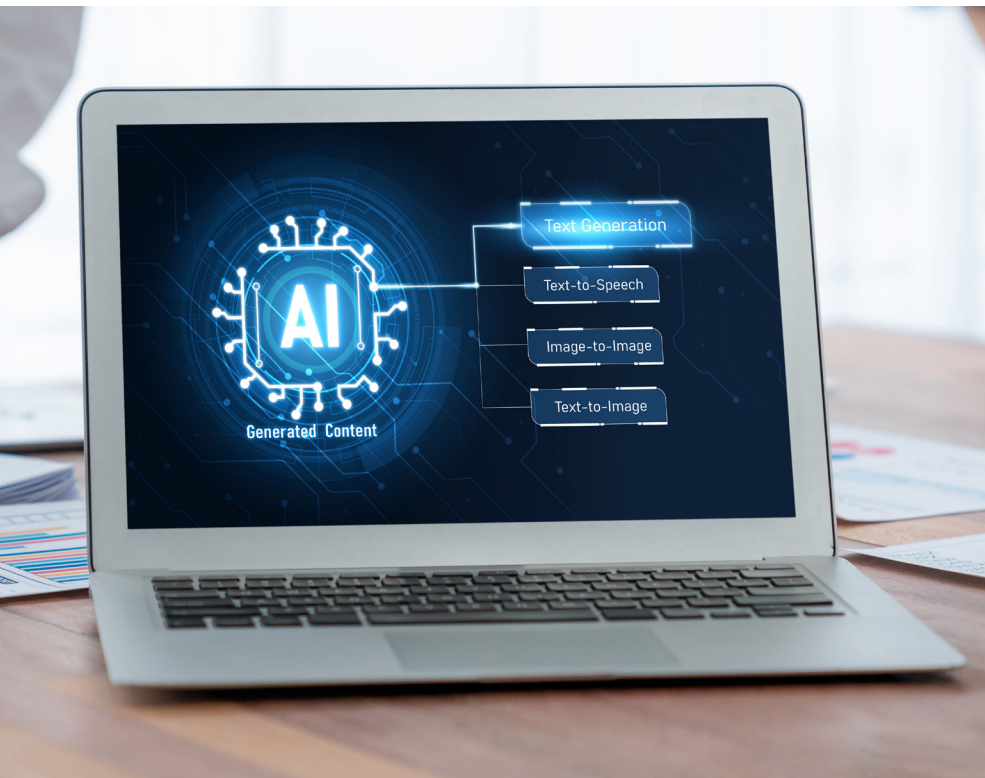 AI
Generated Content
Text Generation
Text-to-Speech
Image-to-Image
Text-to-Image